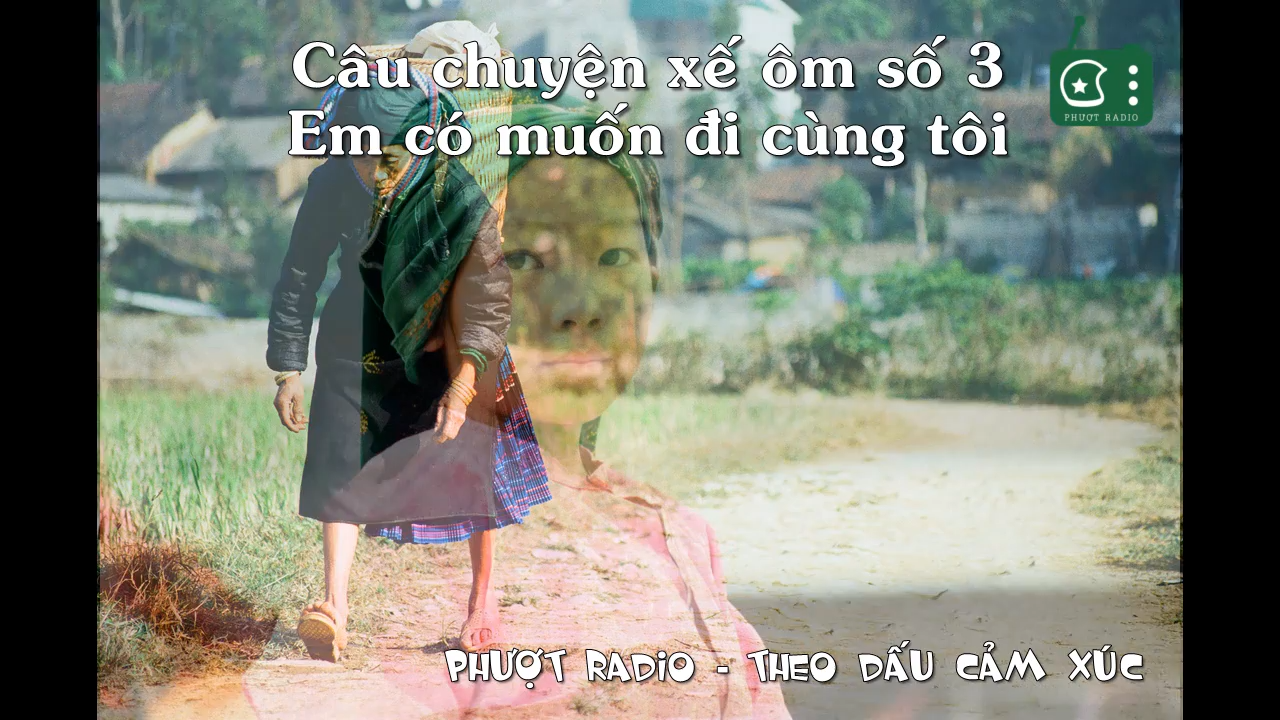 Câu chuyện xế ôm số 3
Em có muốn đi cùng tôi
PHƯỢT RADIO
PHƯỢT RADIO - THEO DẤU CẢM XÚC